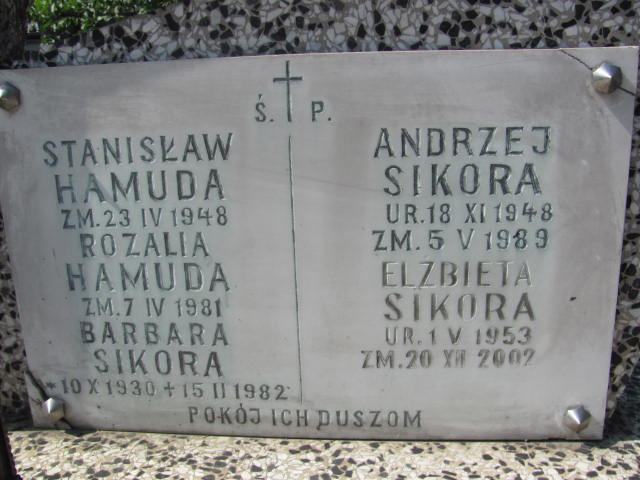 Ś. P.
STANISŁAW
HAMUDA
ZM. 23 IV 1948
ROZALIA
HAMUDA
ZM. 7 IV 1981
BARBARA
SIKORA
* 10 X 1930 + 15 II 1982
ANDRZEJ
SIKORA
UR. 18 XI 1948
ZM. 5 V 1989
ELŻBIETA
SIKORA
UR. 1 V 1953
ZM. 20 XII 2002
POKÓJ ICH DUSZOM